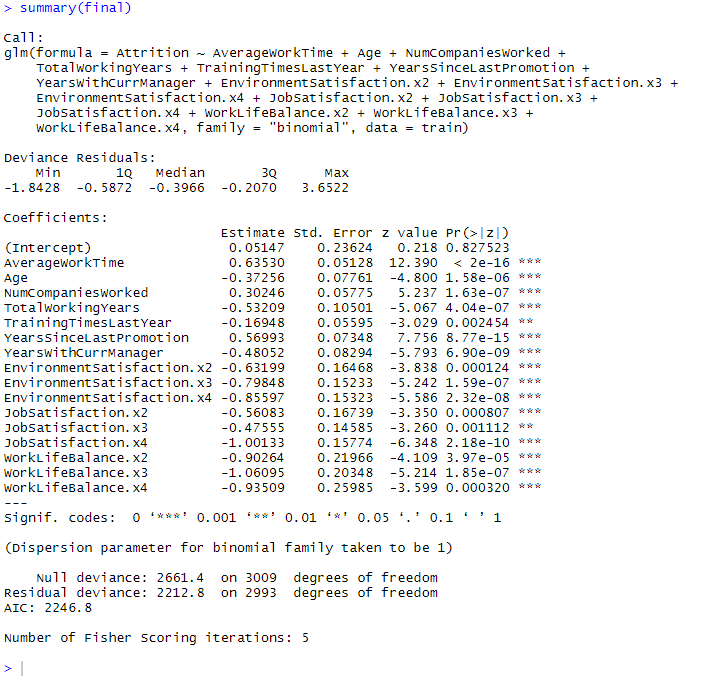 > summary(final)
Call:
glm(formula = Attrition ~ AverageWorkTime + Age + NumCompaniesWorked +
    TotalWorkingYears + TrainingTimesLastYear + YearsSinceLastPromotion +
    YearsWithCurrManager + EnvironmentSatisfaction.x2 + EnvironmentSatisfaction.x3 +
    EnvironmentSatisfaction.x4 + JobSatisfaction.x2 + JobSatisfaction.x3 +
    JobSatisfaction.x4 + WorkLifeBalance.x2 + WorkLifeBalance.x3 +
    WorkLifeBalance.x4, family = "binomial", data = train)
Deviance Residuals:
    Min       1Q   Median       3Q      Max
-1.8428  -0.5872  -0.3966  -0.2070   3.6522
Coefficients:
                           Estimate Std. Error z value Pr(>|z|)
(Intercept)                 0.05147    0.23624   0.218 0.827523
AverageWorkTime             0.63530    0.05128  12.390  < 2e-16 ***
Age                        -0.37256    0.07761  -4.800 1.58e-06 ***
NumCompaniesWorked          0.30246    0.05775   5.237 1.63e-07 ***
TotalWorkingYears          -0.53209    0.10501  -5.067 4.04e-07 ***
TrainingTimesLastYear      -0.16948    0.05595  -3.029 0.002454 **
YearsSinceLastPromotion     0.56993    0.07348   7.756 8.77e-15 ***
YearsWithCurrManager       -0.48052    0.08294  -5.793 6.90e-09 ***
EnvironmentSatisfaction.x2 -0.63199    0.16468  -3.838 0.000124 ***
EnvironmentSatisfaction.x3 -0.79848    0.15233  -5.242 1.59e-07 ***
EnvironmentSatisfaction.x4 -0.85597    0.15323  -5.586 2.32e-08 ***
JobSatisfaction.x2         -0.56083    0.16739  -3.350 0.000807 ***
JobSatisfaction.x3         -0.47555    0.14585  -3.260 0.001112 **
JobSatisfaction.x4         -1.00133    0.15774  -6.348 2.18e-10 ***
WorkLifeBalance.x2         -0.90264    0.21966  -4.109 3.97e-05 ***
WorkLifeBalance.x3         -1.06095    0.20348  -5.214 1.85e-07 ***
WorkLifeBalance.x4         -0.93509    0.25985  -3.599 0.000320 ***
---
Signif. codes:  0 ‘***’ 0.001 ‘**’ 0.01 ‘*’ 0.05 ‘.’ 0.1 ‘ ’ 1
(Dispersion parameter for binomial family taken to be 1)
    Null deviance: 2661.4  on 3009  degrees of freedom
Residual deviance: 2212.8  on 2993  degrees of freedom
AIC: 2246.8
Number of Fisher Scoring iterations: 5
>